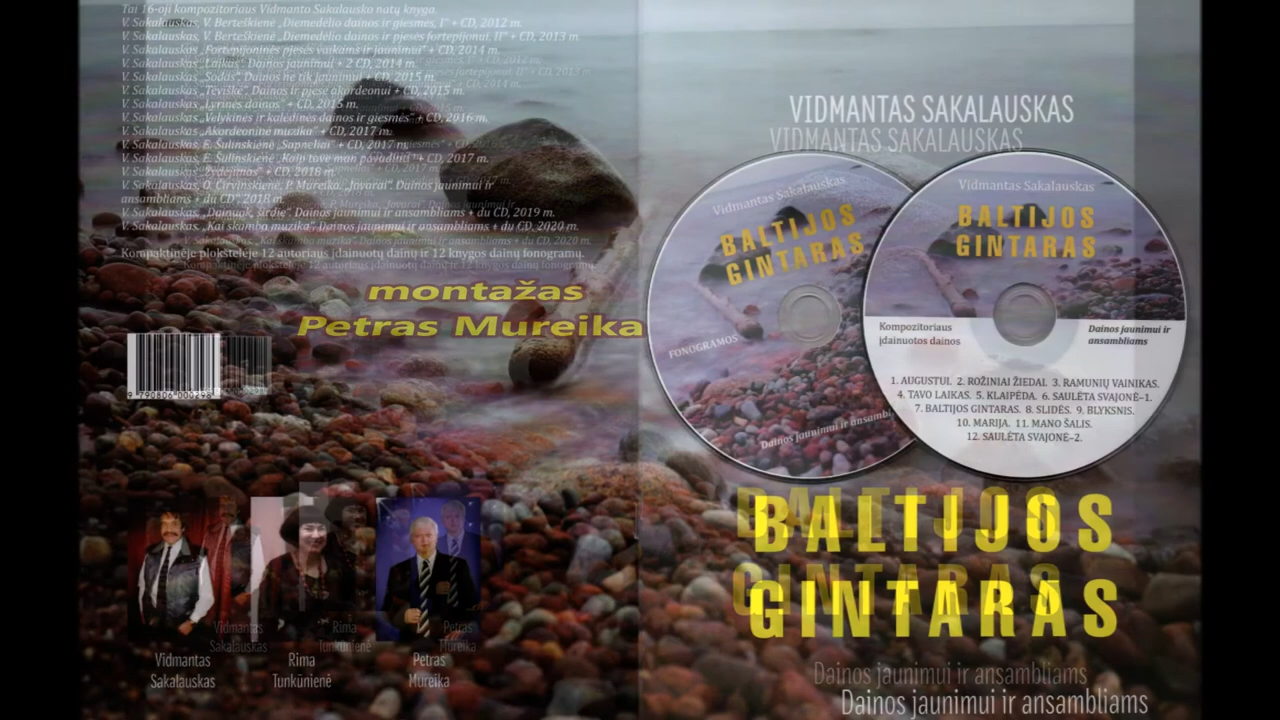 Tai 16-oji kompozitoriaus Vidmanto Sakalausko natų knyga.
V. Sakalauskas, V. Berteškienė „Diemedėlio dainos ir giesmės, I“ + CD, 2012 m.
V. Sakalauskas, V. Berteškienė „Diemedėlio dainos ir pjesės fortepijonui, II“ + CD, 2013 m.
V. Sakalauskas „Fortepijoninės pjesės vaikams ir jaunimui“ + CD, 2014 m.
V. Sakalauskas „Laikas“. Dainos jaunimui + 2 CD, 2014 m.
V. Sakalauskas „Sodas“. Dainos ne tik jaunimui + CD, 2015 m.
V. Sakalauskas „Tėviškė“. Dainos ir pjesė akordeonui + CD, 2015 m.
V. Sakalauskas „Lyrinės dainos“ + CD, 2015 m.
V. Sakalauskas „Velykinės ir kalėdinės dainos ir giesmės“ + CD, 2016 m.
V. Sakalauskas „Akordeoninė muzika“ + CD, 2017 m.
V. Sakalauskas, E. Šulinskienė „Sapneliai“ + CD, 2017 m.
V. Sakalauskas, E. Šulinskienė „Kaip tave man pavadinti“ + CD, 2017 m.
V. Sakalauskas „Žydėjimas“ + CD, 2018 m.
V. Sakalauskas, O. Čirvinskienė, P. Mureika. „Jovarai“. Dainos jaunimui ir
ansambliams + du CD, 2018 m.
V. Sakalauskas. „Dainuok, širdie“. Dainos jaunimui ir ansambliams + du CD, 2019 m.
V. Sakalauskas. „Kai skamba muzika“. Dainos jaunimui ir ansambliams + du CD, 2020 m.
Kompaktinėje plokštelėje 12 autoriaus įdainuotų dainų ir 12 knygos dainų fonogramų.
montažas
Petras Mureika
Vidmantas
Sakalauskas
Rima
Tunkūnienė
Petras
Mureika
VIDMANTAS SAKALAUSKAS
VIDMANTAS SAKALAUSKAS
Vidmantas Sakalauskas
BALTIJOS
GINTARAS
FONOGRAMOS
Dainos jaunimui ir ansambl
Vidmantas Sakalauskas
BALTIJOS
GINTARAS
Kompozitoriaus
įdainuotos dainos
Dainos jaunimui ir
ansambliams
1. AUGUSTUI. 2. ROŽINIAI ŽIEDAI. 3. RAMUNIŲ VAINIKAS.
4. TAVO LAIKAS. 5. KLAIPĖDA. 6. SAULĖTA SVAJONĖ–1.
7. BALTIJOS GINTARAS. 8. SLIDĖS. 9. BLYKSNIS.
10. MARIJA. 11. MANO ŠALIS.
12. SAULĖTA SVAJONĖ–2.
BALTIJOS
GINTARAS
Dainos jaunimui ir ansambliams
Dainos jaunimui ir ansambliams